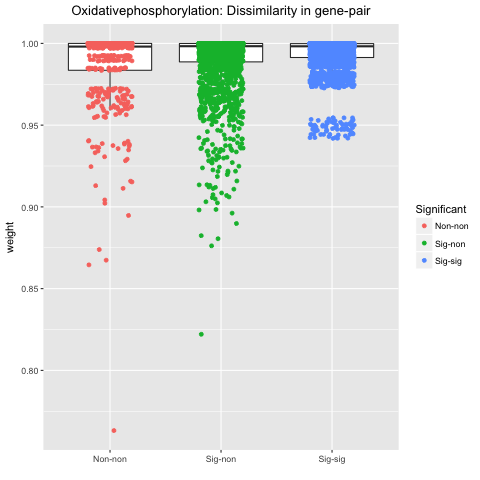 Oxidativephosphorylation: Dissimilarity in gene-pair
1.00
0.95
0.90
0.85
0.80
weight
Non-non
Sig-non
Sig-sig
Significant
Non-non
Sig-non
Sig-sig